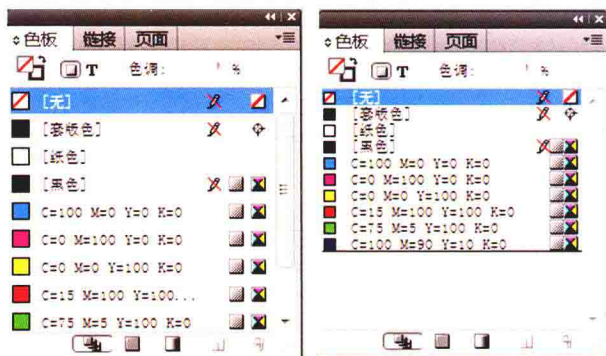 色板 链接 页面
T 色调: %
[无]
[套版色]
[纸色]
[黑色]
C=100 M=0 Y=0 K=0
C=0 M=100 Y=0 K=0
C=0 M=0 Y=100 K=0
C=15 M=100 Y=100...
C=75 M=5 Y=100 K=0
色板 链接 页面
T 色调: %
[无]
[套版色]
[纸色]
[黑色]
C=100 M=0 Y=0 K=0
C=0 M=100 Y=0 K=0
C=0 M=0 Y=100 K=0
C=15 M=100 Y=100 K=0
C=75 M=5 Y=100 K=0
C=100 M=90 Y=10 K=0